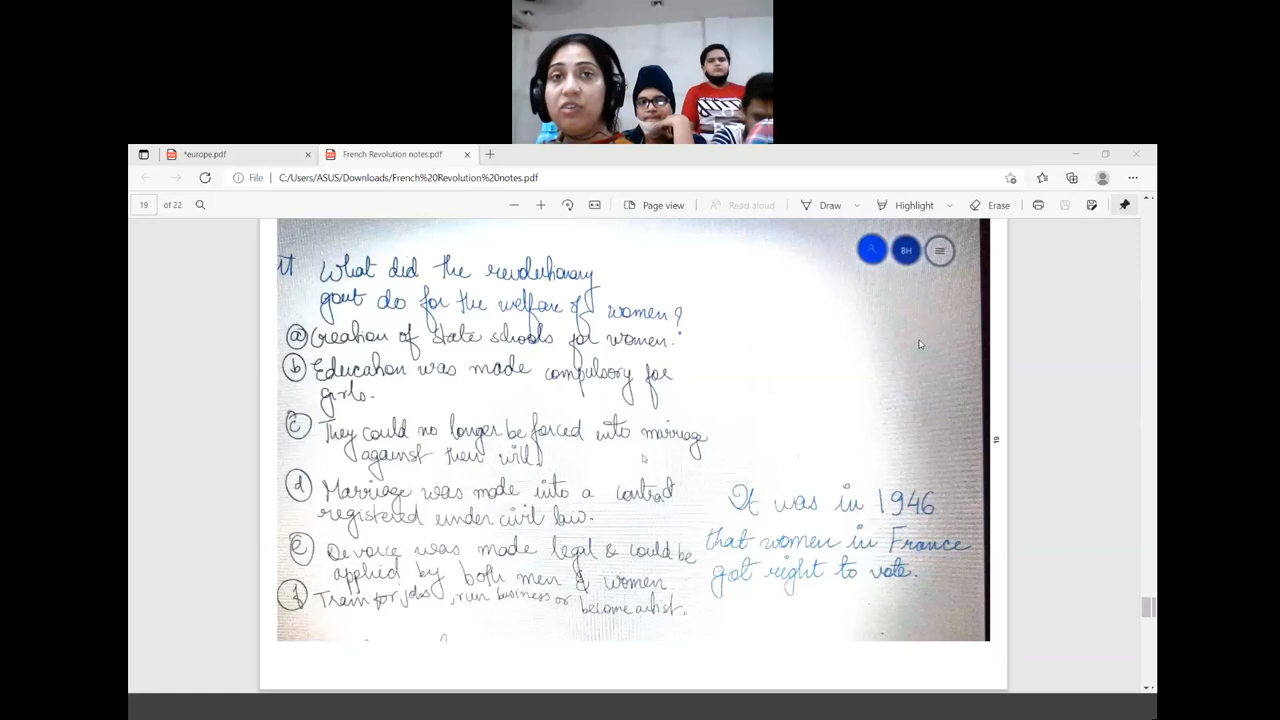 *europe.pdf
French Revolution notes.pdf
File C:/Users/ASUS/Downloads/French%20Revolution%20notes.pdf
19 of 22
Page view
Read aloud
Draw
Highlight
Erase
BH
What did the revolutionary
govt do for the welfare of women?
(a) Creation of state schools for women.
(b) Education was made compulsory for
girls.
(c) They could no longer be forced into marriage
against their will
(d) Marriage was made into a contract
registered under civil law.
(e) Devorce was made legal & could be
applied by both men & women
(f) Train for jobs, run business or become artist.
It was in 1946
that women in France
got right to vote.
19